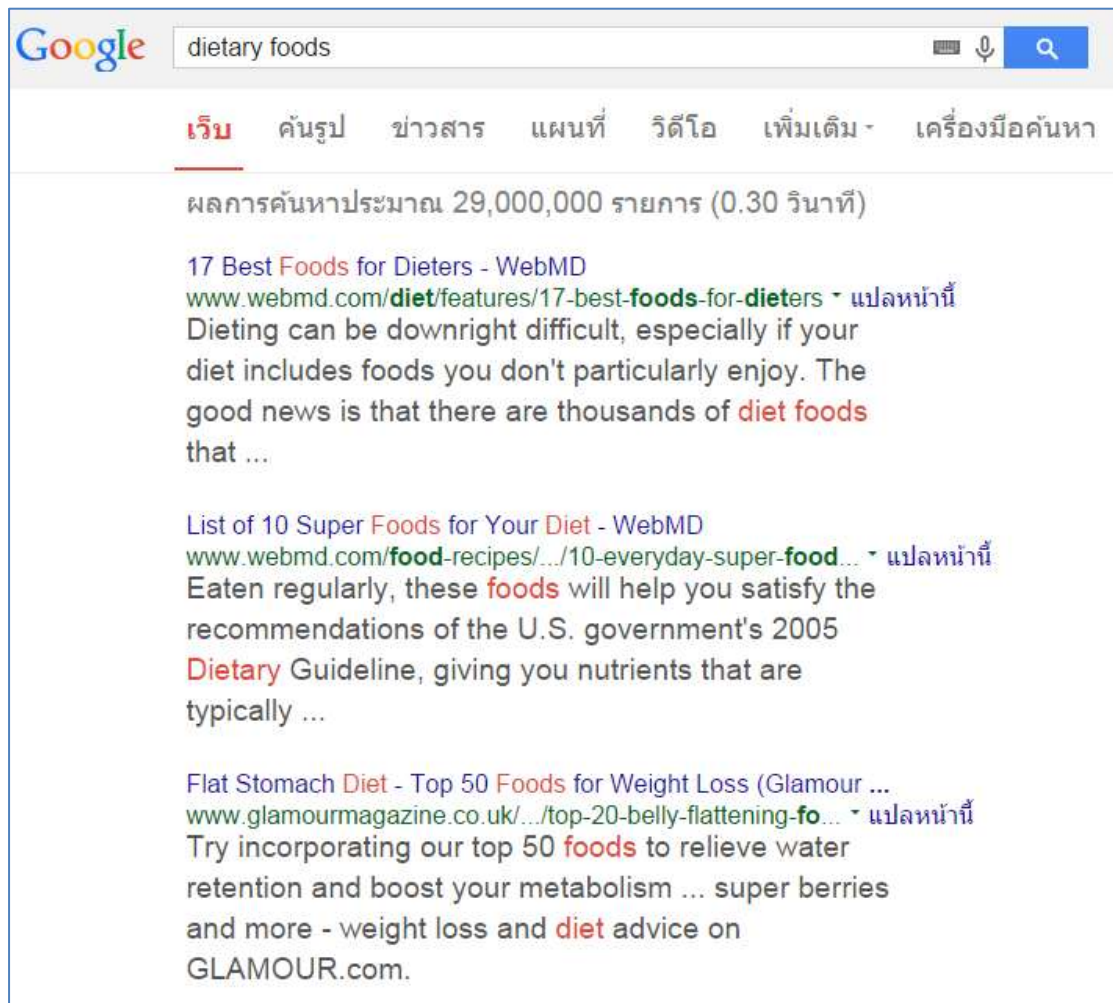 Google dietary foods
เว็บ ค้นรูป ข่าวสาร แผนที่ วิดีโอ เพิ่มเติม เครื่องมือค้นหา
ผลการค้นหาประมาณ 29,000,000 รายการ (0.30 วินาที)
17 Best Foods for Dieters - WebMD
www.webmd.com/diet/features/17-best-foods-for-dieters แปลหน้านี้
Dieting can be downright difficult, especially if your
diet includes foods you don't particularly enjoy. The
good news is that there are thousands of diet foods
that ...
List of 10 Super Foods for Your Diet - WebMD
www.webmd.com/food-recipes/.../10-everyday-super-food... แปลหน้านี้
Eaten regularly, these foods will help you satisfy the
recommendations of the U.S. government's 2005
Dietary Guideline, giving you nutrients that are
typically ...
Flat Stomach Diet - Top 50 Foods for Weight Loss (Glamour ...
www.glamourmagazine.co.uk/.../top-20-belly-flattening-fo... แปลหน้านี้
Try incorporating our top 50 foods to relieve water
retention and boost your metabolism ... super berries
and more - weight loss and diet advice on
GLAMOUR.com.